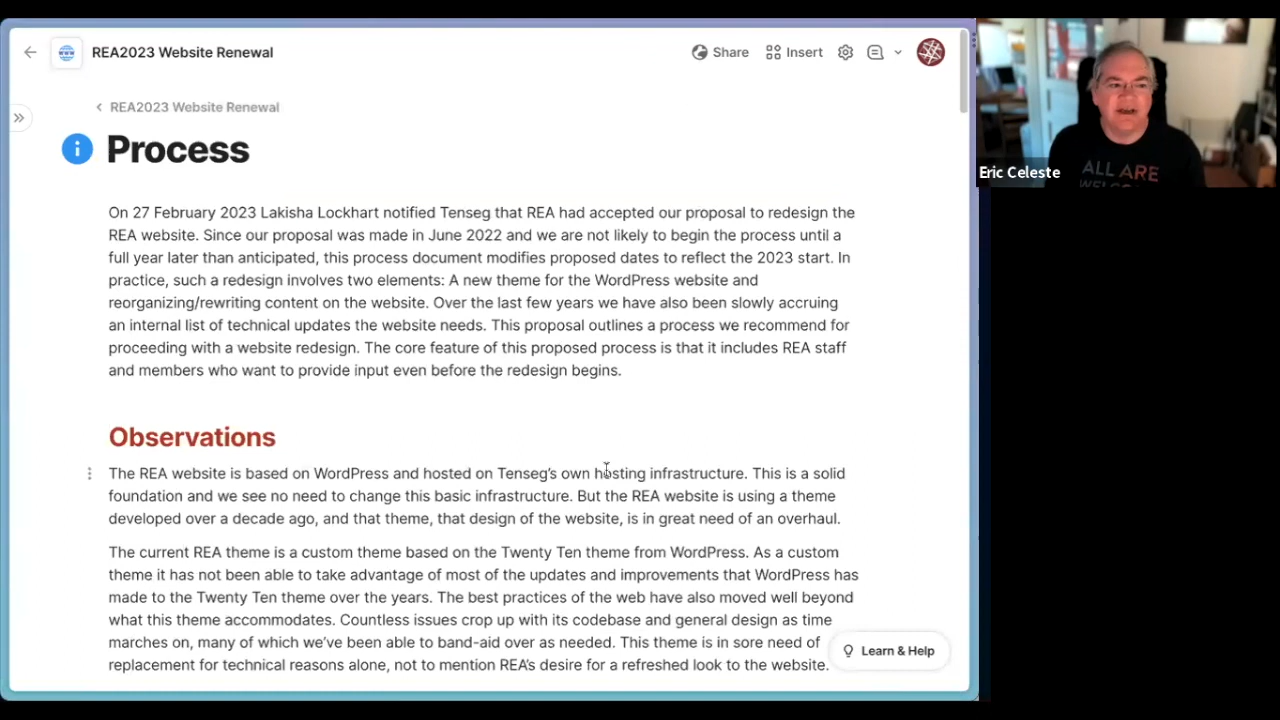 REA2023 Website Renewal
Share
Insert
REA2023 Website Renewal
Process
On 27 February 2023 Lakisha Lockhart notified Tenseg that REA had accepted our proposal to redesign the
REA website. Since our proposal was made in June 2022 and we are not likely to begin the process until a
full year later than anticipated, this process document modifies proposed dates to reflect the 2023 start. In
practice, such a redesign involves two elements: A new theme for the WordPress website and
reorganizing/rewriting content on the website. Over the last few years we have also been slowly accruing
an internal list of technical updates the website needs. This proposal outlines a process we recommend for
proceeding with a website redesign. The core feature of this proposed process is that it includes REA staff
and members who want to provide input even before the redesign begins.
Observations
The REA website is based on WordPress and hosted on Tenseg’s own hosting infrastructure. This is a solid
foundation and we see no need to change this basic infrastructure. But the REA website is using a theme
developed over a decade ago, and that theme, that design of the website, is in great need of an overhaul.
The current REA theme is a custom theme based on the Twenty Ten theme from WordPress. As a custom
theme it has not been able to take advantage of most of the updates and improvements that WordPress has
made to the Twenty Ten theme over the years. The best practices of the web have also moved well beyond
what this theme accommodates. Countless issues crop up with its codebase and general design as time
marches on, many of which we’ve been able to band-aid over as needed. This theme is in sore need of
replacement for technical reasons alone, not to mention REA’s desire for a refreshed look to the website.
Learn & Help
Eric Celeste
ALL ARE